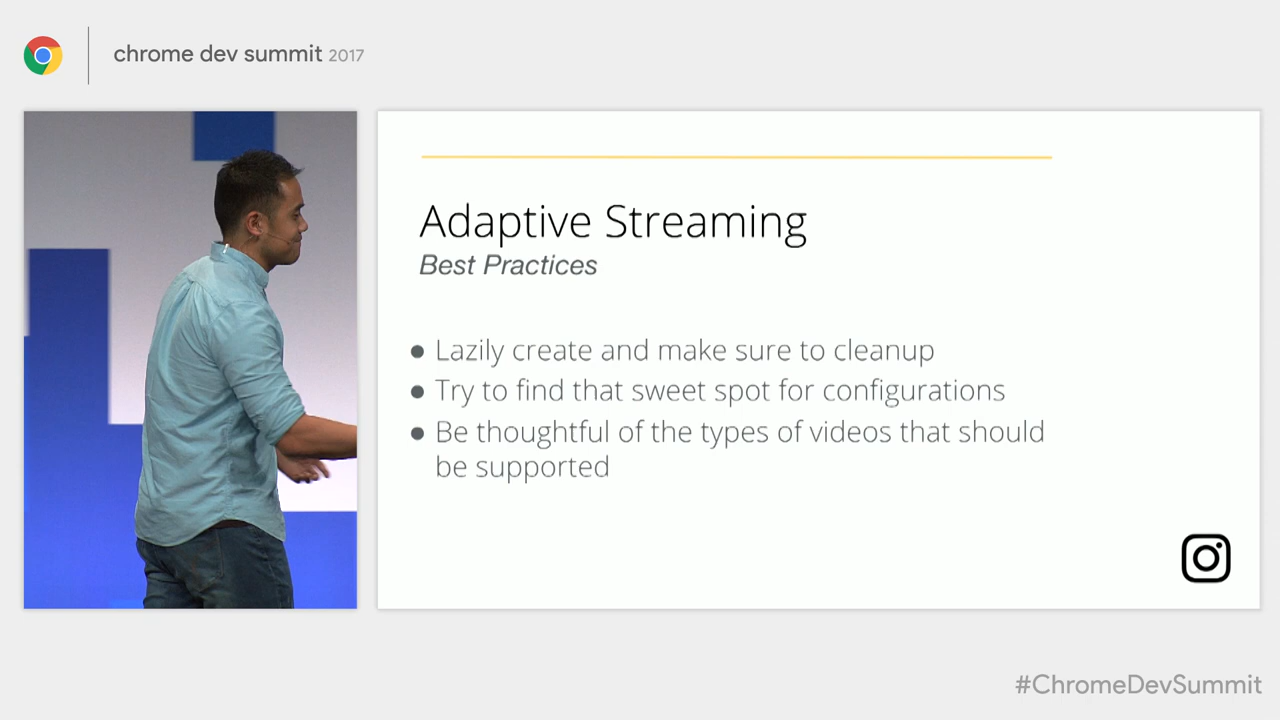 chrome dev summit 2017
Adaptive Streaming
Best Practices
● Lazily create and make sure to cleanup
● Try to find that sweet spot for configurations
● Be thoughtful of the types of videos that should
be supported
#ChromeDevSummit